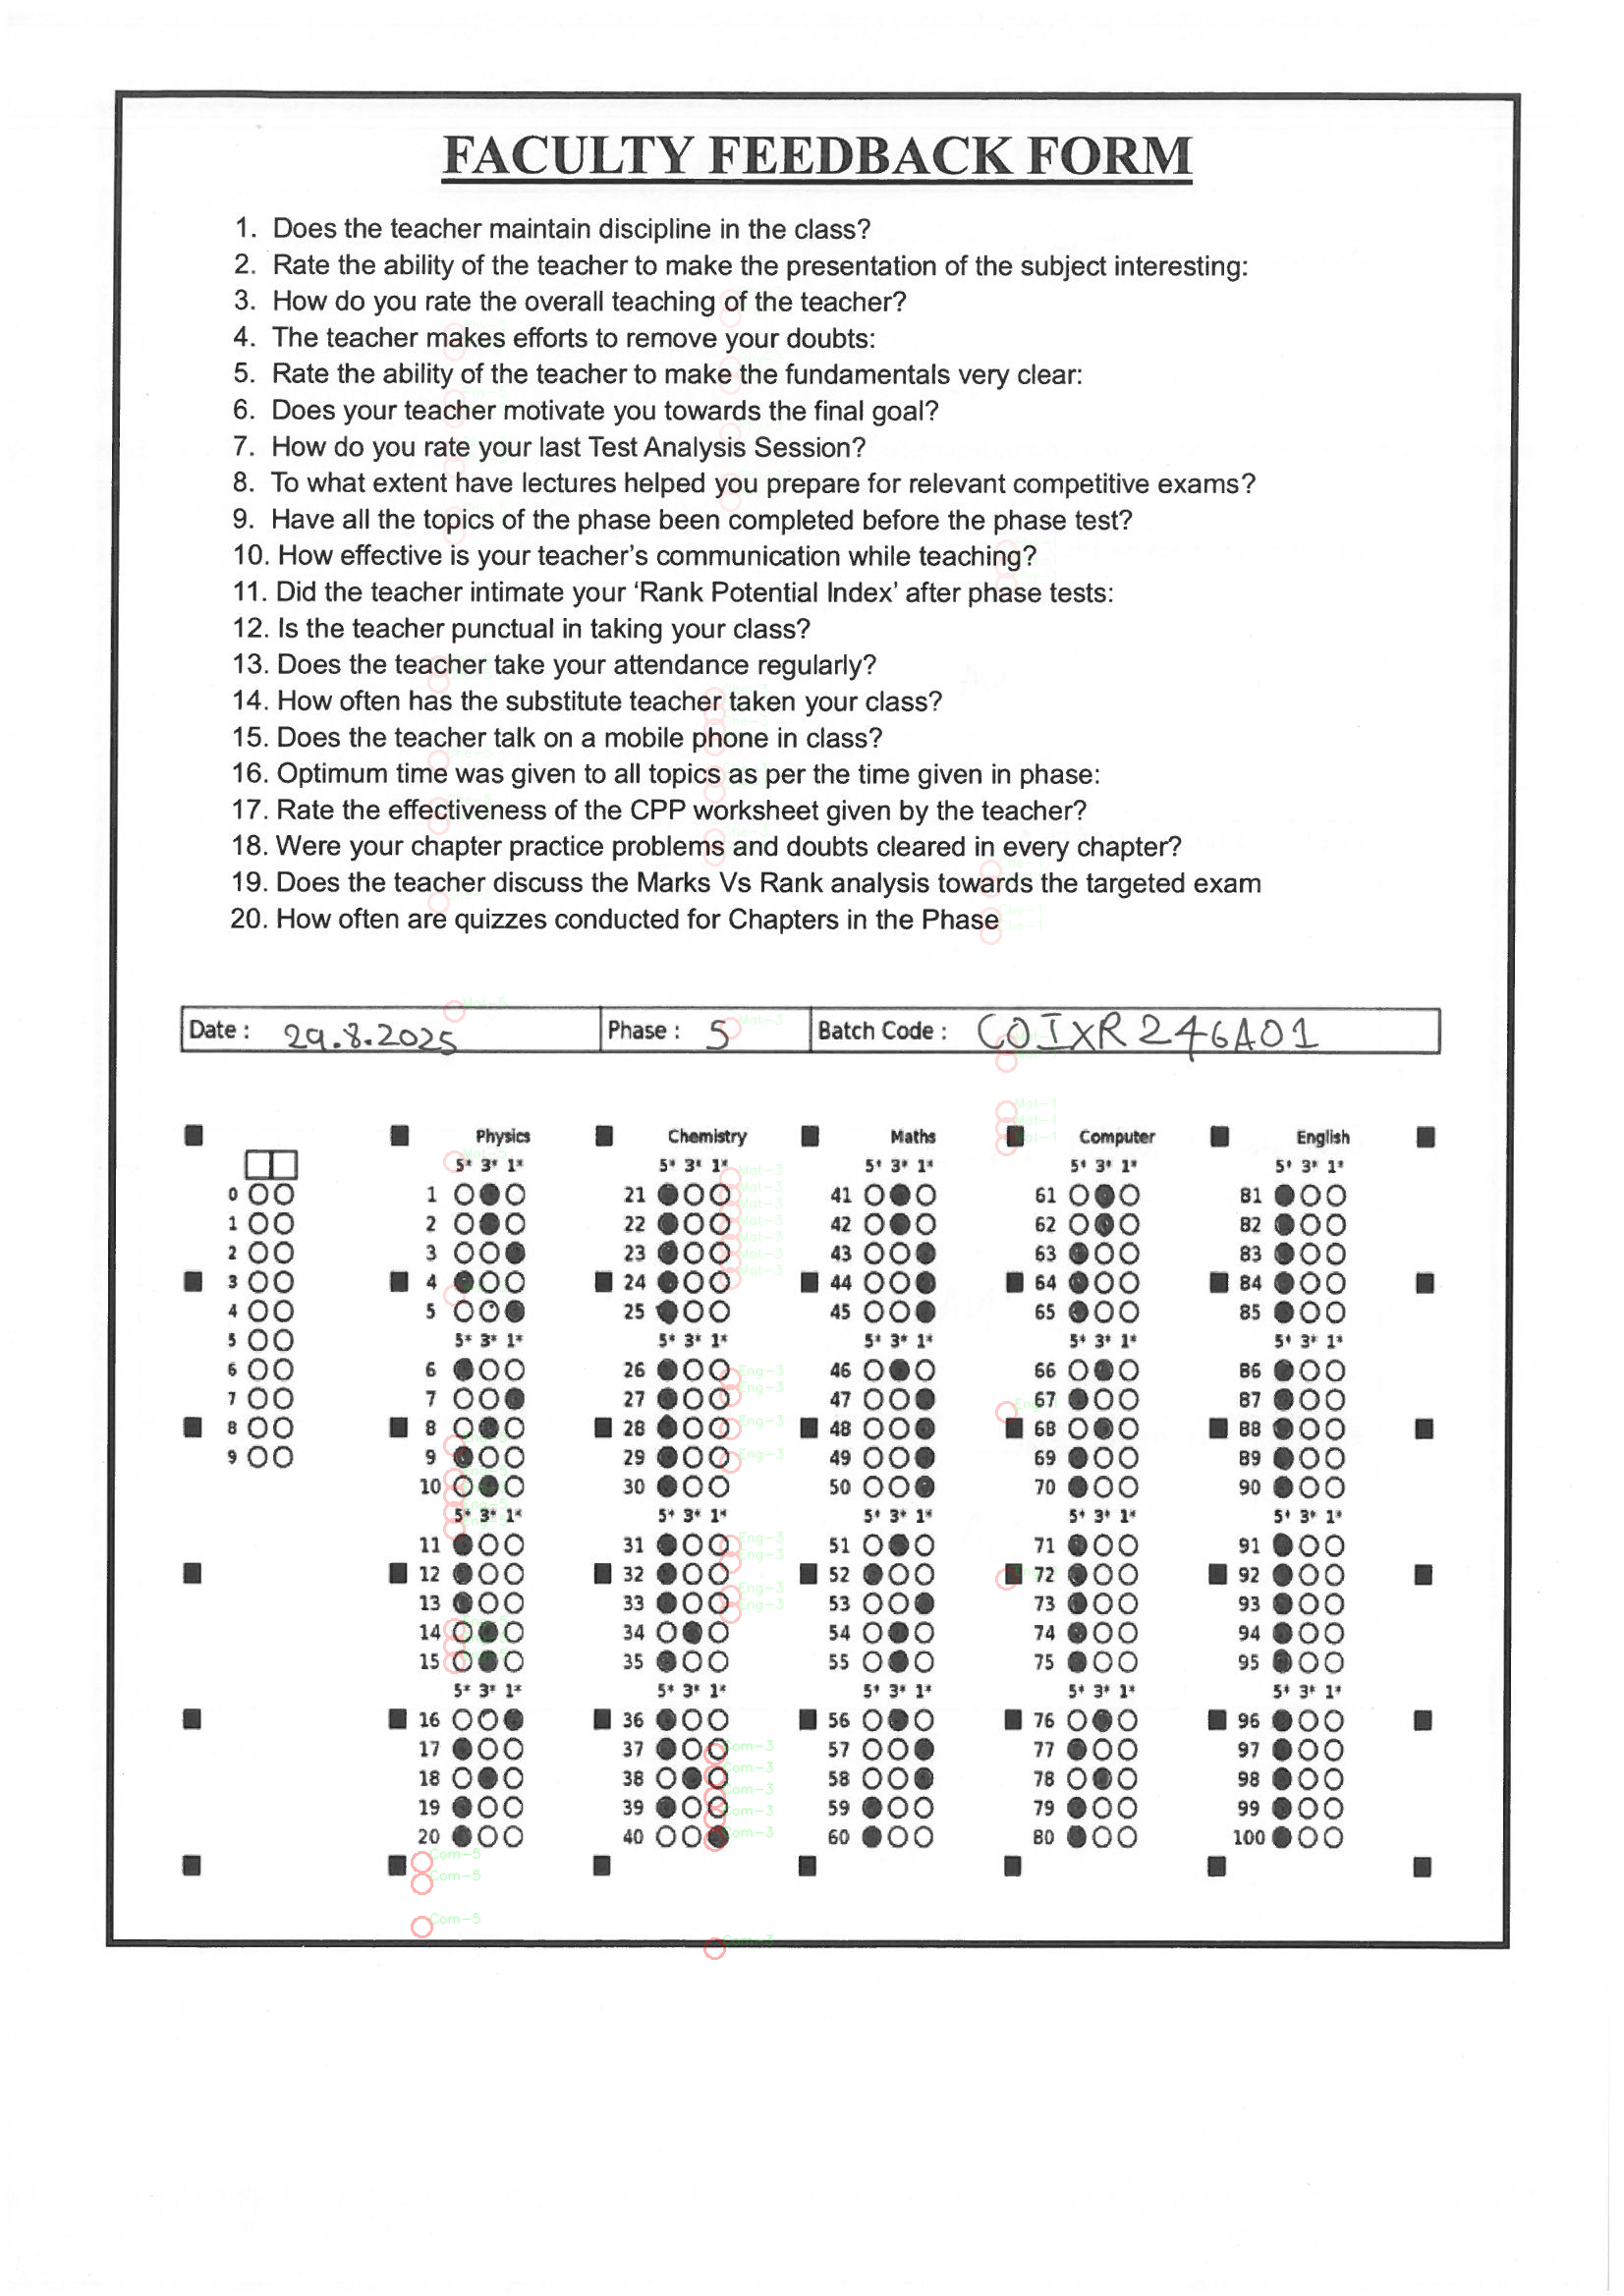 FACULTY FEEDBACK FORM
1. Does the teacher maintain discipline in the class?
2. Rate the ability of the teacher to make the presentation of the subject interesting:
3. How do you rate the overall teaching of the teacher?
4. The teacher makes efforts to remove your doubts:
5. Rate the ability of the teacher to make the fundamentals very clear:
6. Does your teacher motivate you towards the final goal?
7. How do you rate your last Test Analysis Session?
8. To what extent have lectures helped you prepare for relevant competitive exams?
9. Have all the topics of the phase been completed before the phase test?
10. How effective is your teacher's communication while teaching?
11. Did the teacher intimate your 'Rank Potential Index' after phase tests:
12. Is the teacher punctual in taking your class?
13. Does the teacher take your attendance regularly?
14. How often has the substitute teacher taken your class?
15. Does the teacher talk on a mobile phone in class?
16. Optimum time was given to all topics as per the time given in phase:
17. Rate the effectiveness of the CPP worksheet given by the teacher?
18. Were your chapter practice problems and doubts cleared in every chapter?
19. Does the teacher discuss the Marks Vs Rank analysis towards the targeted exam
20. How often are quizzes conducted for Chapters in the Phase
Date : 29.8.2025 Phase : 5 Batch Code : COIXR246A01
Physics Chemistry Maths Computer English
5* 3* 1* 5* 3* 1* 5* 3* 1* 5* 3* 1* 5* 3* 1*
0 1 21 41 61 81
1 2 22 42 62 82
2 3 23 43 63 83
3 4 24 44 64 84
4 5 25 45 65 85
5 5* 3* 1* 5* 3* 1* 5* 3* 1* 5* 3* 1* 5* 3* 1*
6 6 26 46 66 86
7 7 27 47 67 87
8 8 28 48 68 88
9 9 29 49 69 89
10 30 50 70 90
5* 3* 1* 5* 3* 1* 5* 3* 1* 5* 3* 1* 5* 3* 1*
11 31 51 71 91
12 32 52 72 92
13 33 53 73 93
14 34 54 74 94
15 35 55 75 95
5* 3* 1* 5* 3* 1* 5* 3* 1* 5* 3* 1* 5* 3* 1*
16 36 56 76 96
17 37 57 77 97
18 38 58 78 98
19 39 59 79 99
20 40 60 80 100